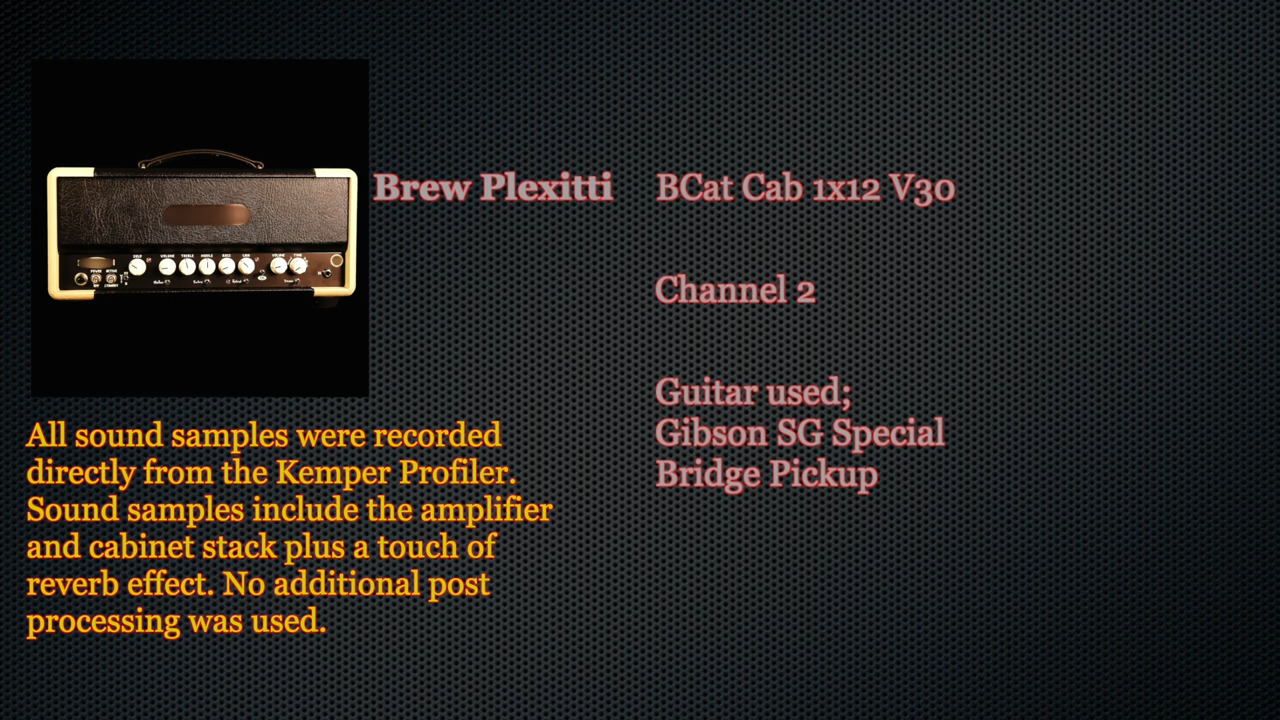 Brew Plexitti
BCat Cab 1x12 V30
Channel 2
Guitar used;
Gibson SG Special
Bridge Pickup
All sound samples were recorded
directly from the Kemper Profiler.
Sound samples include the amplifier
and cabinet stack plus a touch of
reverb effect. No additional post
processing was used.